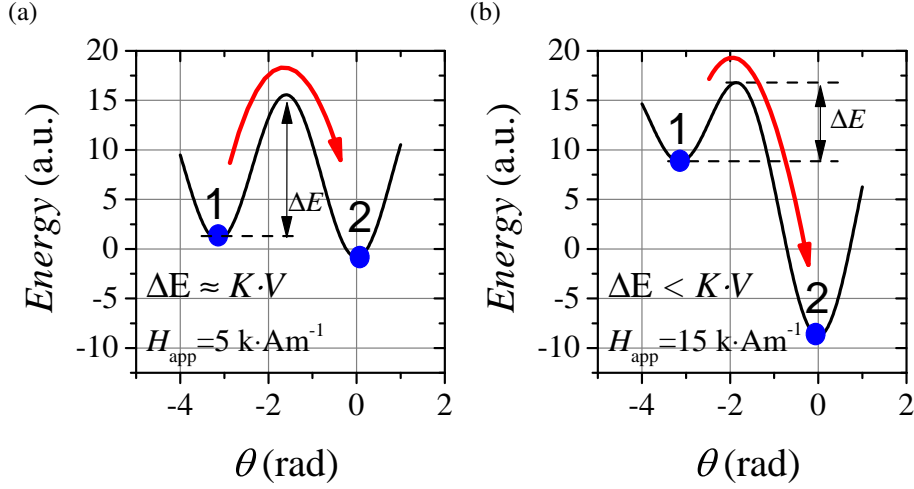 (a)
(b)
Energy (a.u.)
20
15
10
5
0
-5
-10
1
2
ΔE
ΔE ≈ K·V
H_app=5 k·Am⁻¹
-4
-2
0
2
θ (rad)
Energy (a.u.)
20
15
10
5
0
-5
-10
1
2
ΔE
ΔE < K·V
H_app=15 k·Am⁻¹
-4
-2
0
2
θ (rad)